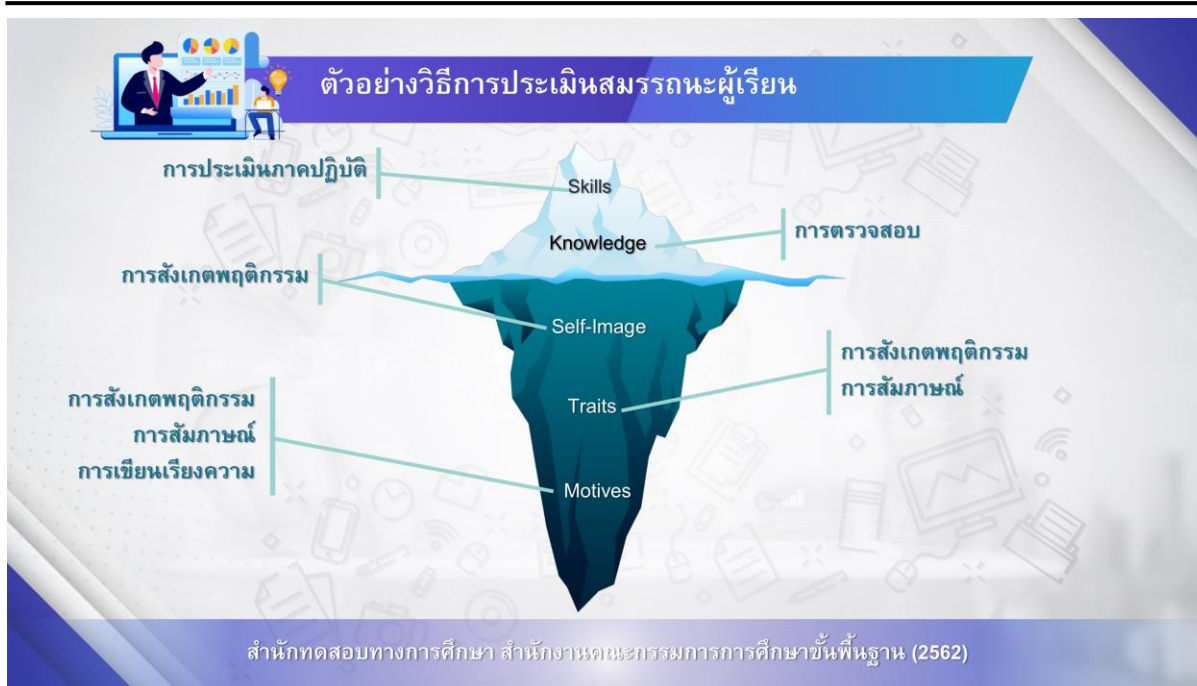 ตัวอย่างวิธีการประเมินสมรรถนะผู้เรียน
การประเมินภาคปฏิบัติ
Skills
Knowledge
การตรวจสอบ
การสังเกตพฤติกรรม
Self-Image
การสังเกตพฤติกรรม
การสัมภาษณ์
Traits
การสังเกตพฤติกรรม
การสัมภาษณ์
การเขียนเรียงความ
Motives
สำนักทดสอบทางการศึกษา สำนักงานคณะกรรมการการศึกษาขั้นพื้นฐาน (2562)